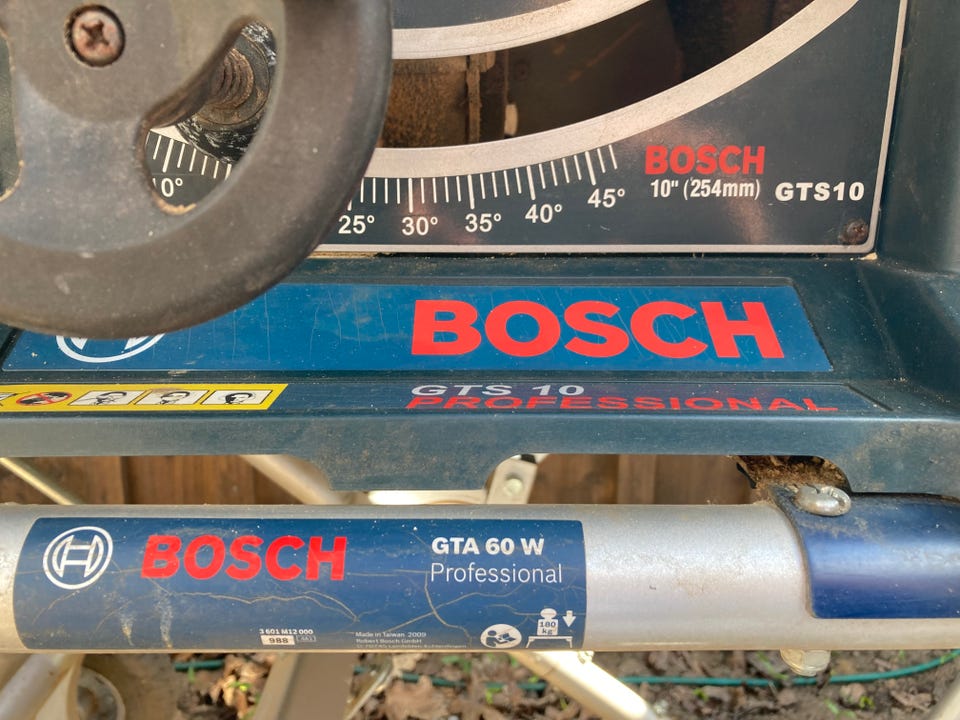 0°
25° 30° 35° 40° 45°
BOSCH
10" (254mm) GTS10
BOSCH
GTS 10
PROFESSIONAL
BOSCH
GTA 60 W
Professional
3 601 M12 000
988
Made in Taiwan 2009
Robert Bosch GmbH
180
kg